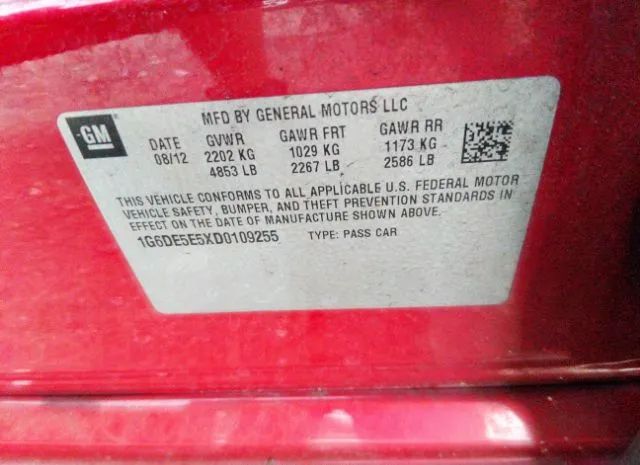 GM
MFD BY GENERAL MOTORS LLC
DATE GVWR GAWR FRT GAWR RR
08/12 2202 KG 1029 KG 1173 KG
4853 LB 2267 LB 2586 LB
THIS VEHICLE CONFORMS TO ALL APPLICABLE U.S. FEDERAL MOTOR
VEHICLE SAFETY, BUMPER, AND THEFT PREVENTION STANDARDS IN
EFFECT ON THE DATE OF MANUFACTURE SHOWN ABOVE.
1G6DE5E5XD0109255 TYPE: PASS CAR